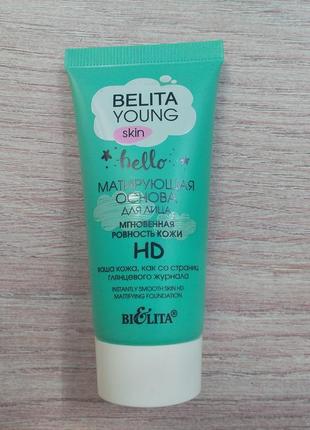 BELITA
YOUNG
skin
hello
МАТИРУЮЩАЯ
ОСНОВА
ДЛЯ ЛИЦА
МГНОВЕННАЯ
РОВНОСТЬ КОЖИ
HD
ваша кожа, как со страниц
глянцевого журнала
INSTANTLY SMOOTH SKIN HD
MATTIFYING FOUNDATION
BIELITA®